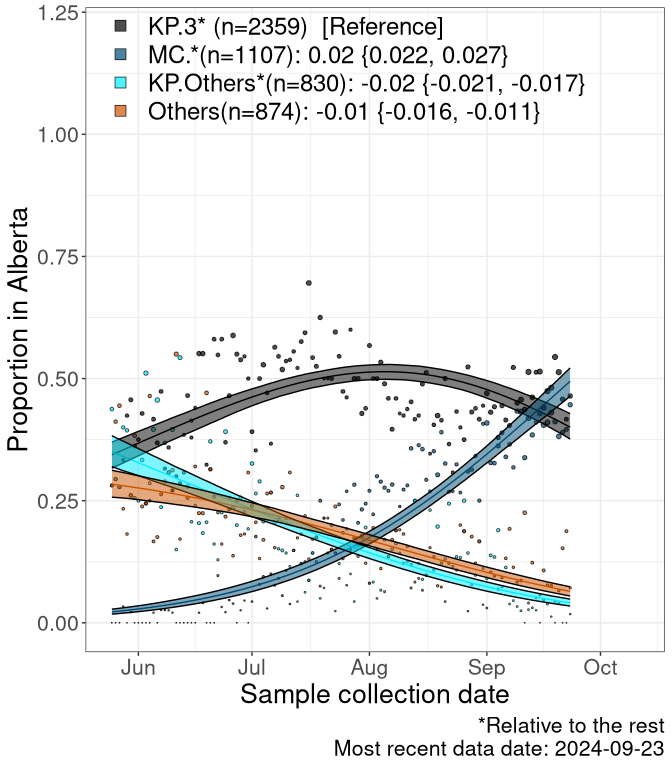 KP.3* (n=2359)  [Reference]
MC.*(n=1107): 0.02 {0.022, 0.027}
KP.Others*(n=830): -0.02 {-0.021, -0.017}
Others(n=874): -0.01 {-0.016, -0.011}
Proportion in Alberta
1.25
1.00
0.75
0.50
0.25
0.00
Jun Jul Aug Sep Oct
Sample collection date
*Relative to the rest
Most recent data date: 2024-09-23